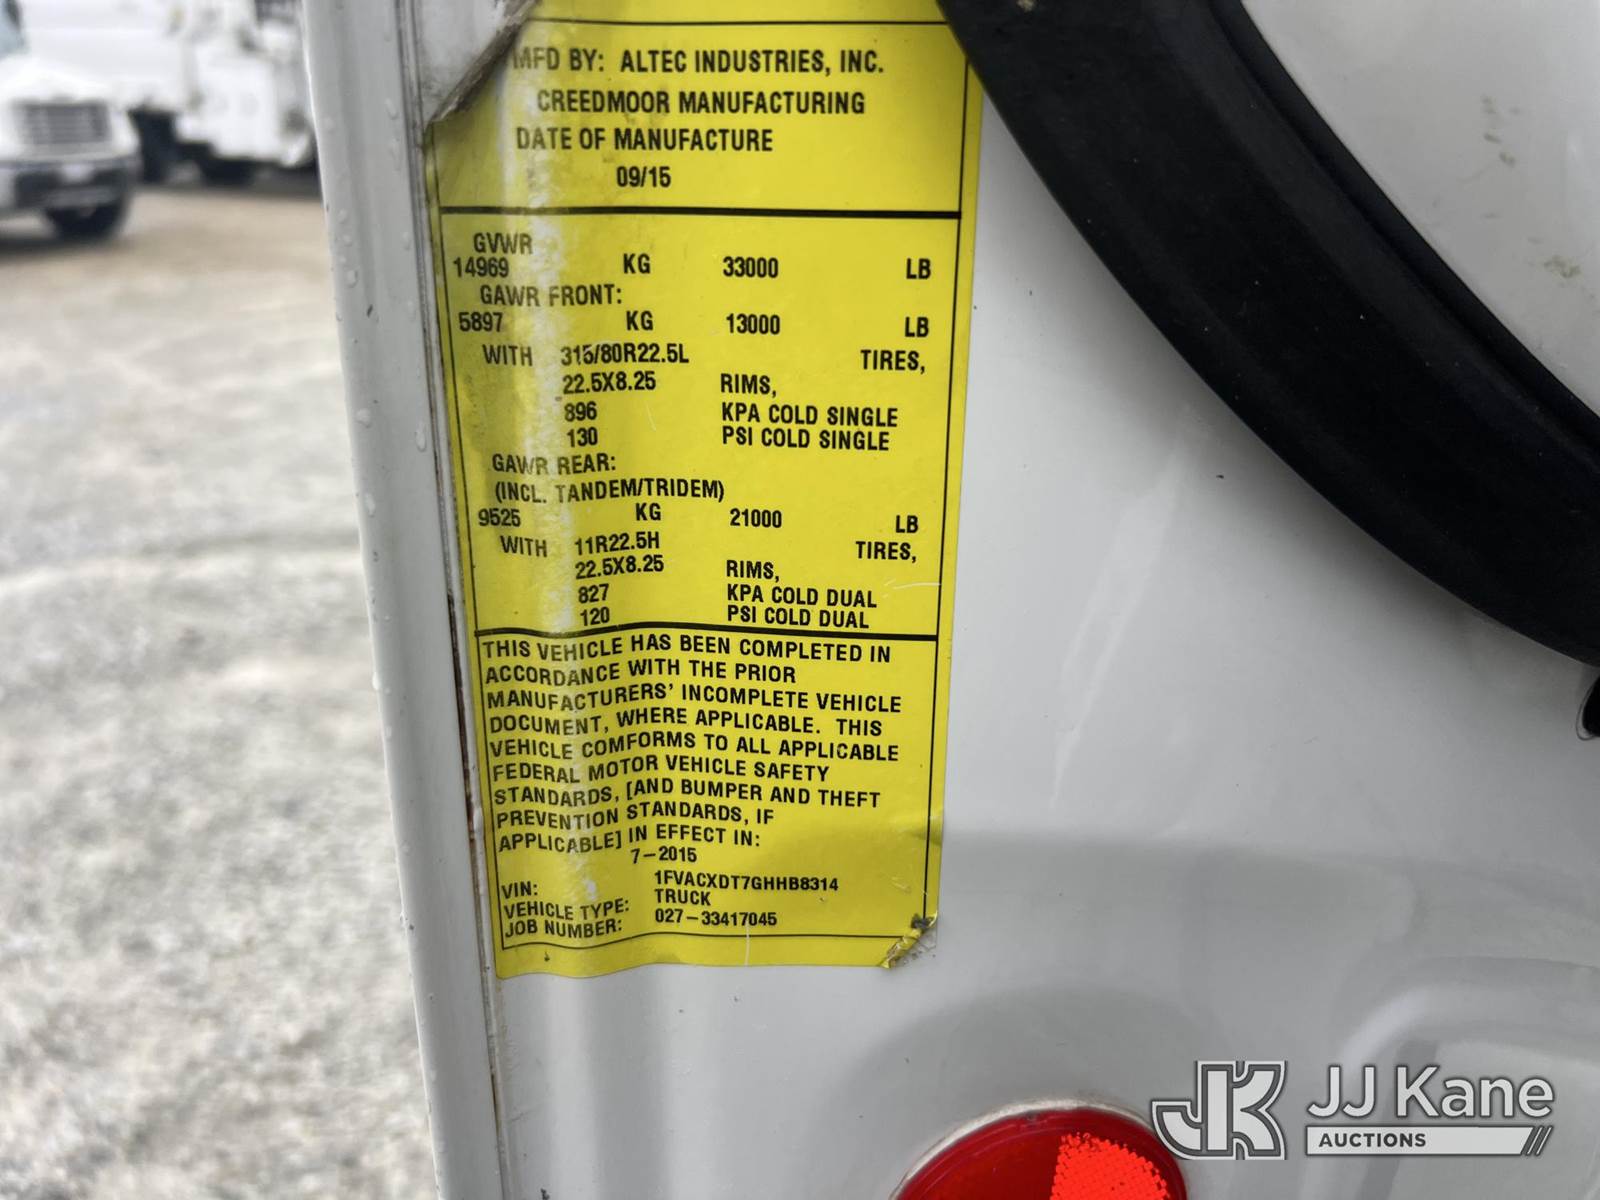 MFD BY: ALTEC INDUSTRIES, INC.
CREEDMOOR MANUFACTURING
DATE OF MANUFACTURE
09/15
GVWR
14969 KG 33000 LB
GAWR FRONT:
5897 KG 13000 LB
WITH 315/80R22.5L TIRES,
22.5X8.25 RIMS,
896 KPA COLD SINGLE
130 PSI COLD SINGLE
GAWR REAR:
(INCL. TANDEM/TRIDEM)
9525 KG 21000 LB
WITH 11R22.5H TIRES,
22.5X8.25 RIMS,
827 KPA COLD DUAL
120 PSI COLD DUAL
THIS VEHICLE HAS BEEN COMPLETED IN
ACCORDANCE WITH THE PRIOR
MANUFACTURERS' INCOMPLETE VEHICLE
DOCUMENT, WHERE APPLICABLE. THIS
VEHICLE COMFORMS TO ALL APPLICABLE
FEDERAL MOTOR VEHICLE SAFETY
STANDARDS, [AND BUMPER AND THEFT
PREVENTION STANDARDS, IF
APPLICABLE] IN EFFECT IN:
7-2015
VIN: 1FVACXDT7GHHB8314
VEHICLE TYPE: TRUCK
JOB NUMBER: 027-33417045
JK JJ Kane
AUCTIONS